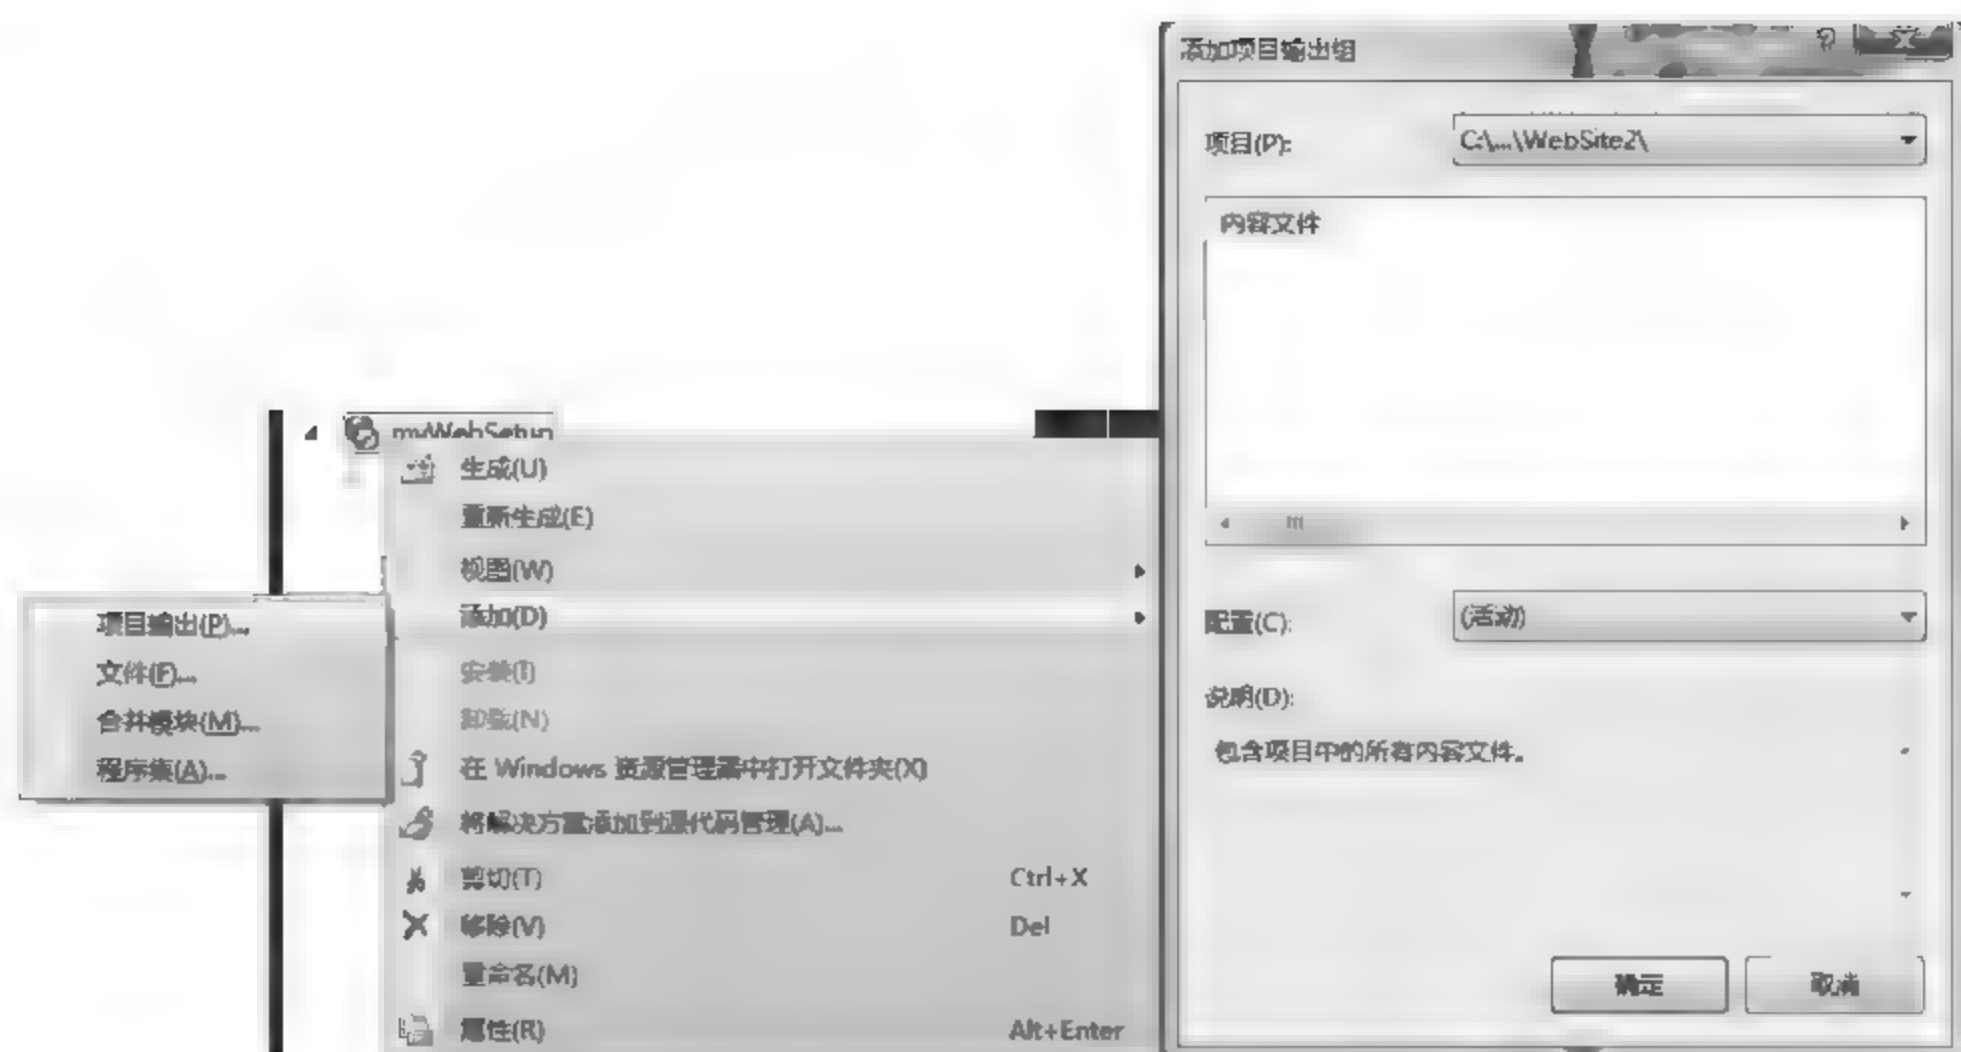 myWebSetup
生成(U)
重新生成(E)
视图(W)
添加(D)
安装(I)
卸载(N)
在 Windows 资源管理器中打开文件夹(X)
将解决方案添加到源代码管理(A)...
剪切(T) Ctrl+X
移除(V) Del
重命名(M)
属性(R) Alt+Enter
项目输出(P)...
文件(F)...
合并模块(M)...
程序集(A)...
添加项目输出组
项目(P): C:\...\WebSite2\
内容文件
配置(C): (活动)
说明(D):
包含项目中的所有内容文件。
确定 取消